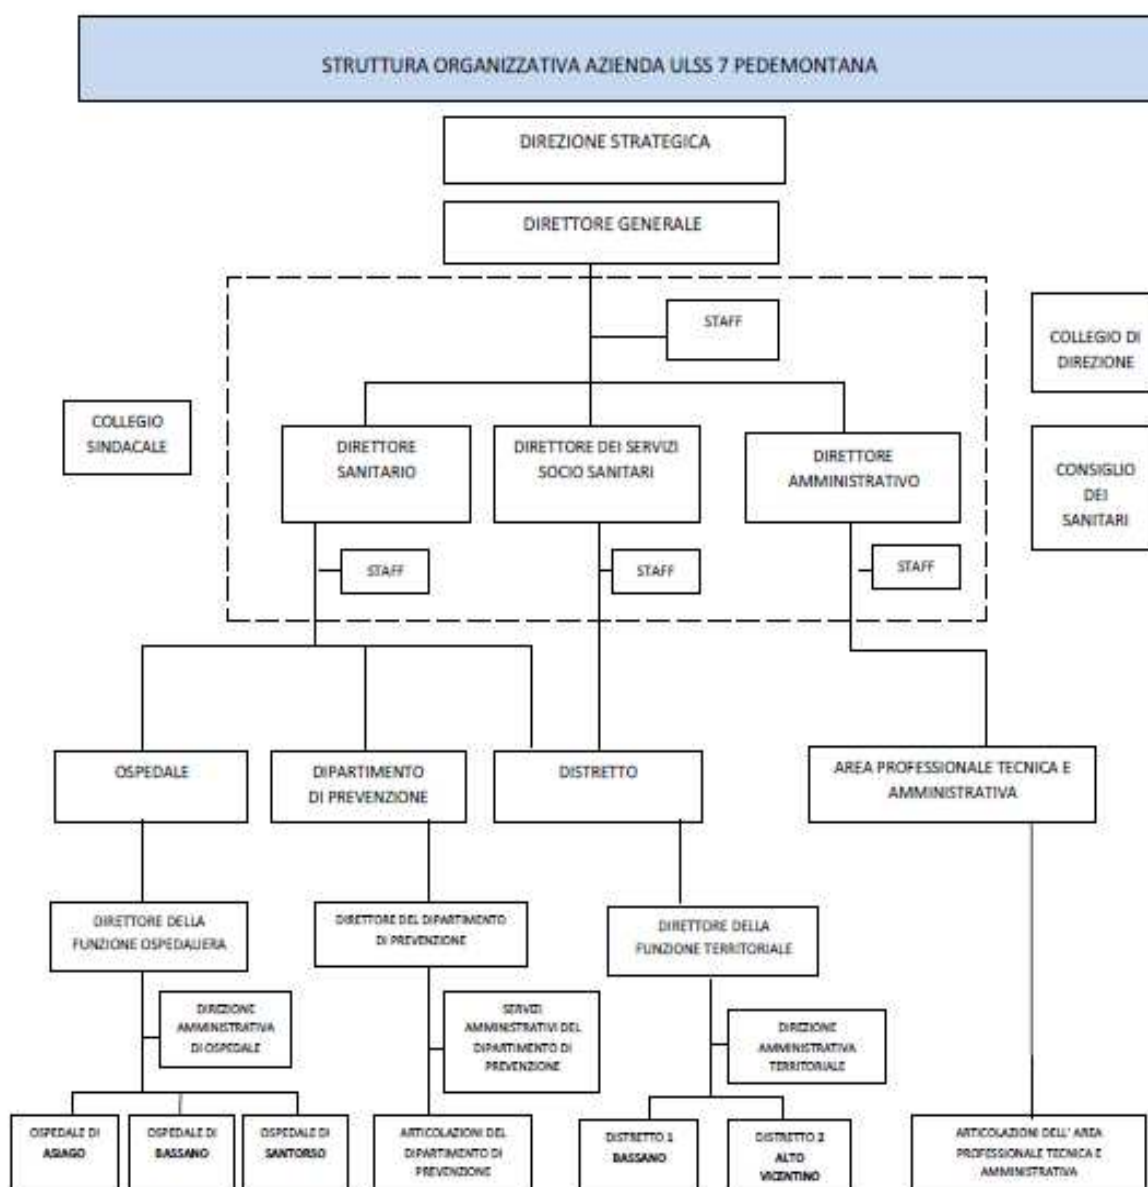 STRUTTURA ORGANIZZATIVA AZIENDA ULSS 7 PEDEMONTANA
DIREZIONE STRATEGICA
DIRETTORE GENERALE
STAFF
COLLEGIO DI
DIREZIONE
COLLEGIO
SINDACALE
DIRETTORE
SANITARIO
DIRETTORE DEI SERVIZI
SOCIO SANITARI
DIRETTORE
AMMINISTRATIVO
CONSIGLIO
DEI
SANITARI
STAFF
STAFF
STAFF
OSPEDALE
DIPARTIMENTO
DI PREVENZIONE
DISTRETTO
AREA PROFESSIONALE TECNICA E
AMMINISTRATIVA
DIRETTORE DELLA
FUNZIONE OSPEDALIERA
DIRETTORE DEL DIPARTIMENTO
DI PREVENZIONE
DIRETTORE DELLA
FUNZIONE TERRITORIALE
DIREZIONE
AMMINISTRATIVA
DI OSPEDALE
SERVIZI
AMMINISTRATIVI DEL
DIPARTIMENTO DI
PREVENZIONE
DIREZIONE
AMMINISTRATIVA
TERRITORIALE
OSPEDALE DI
ASIAGO
OSPEDALE DI
BASSANO
OSPEDALE DI
SANTORSO
ARTICOLAZIONI DEL
DIPARTIMENTO DI
PREVENZIONE
DISTRETTO 1
BASSANO
DISTRETTO 2
ALTO
VICENTINO
ARTICOLAZIONI DELL' AREA
PROFESSIONALE TECNICA E
AMMINISTRATIVA